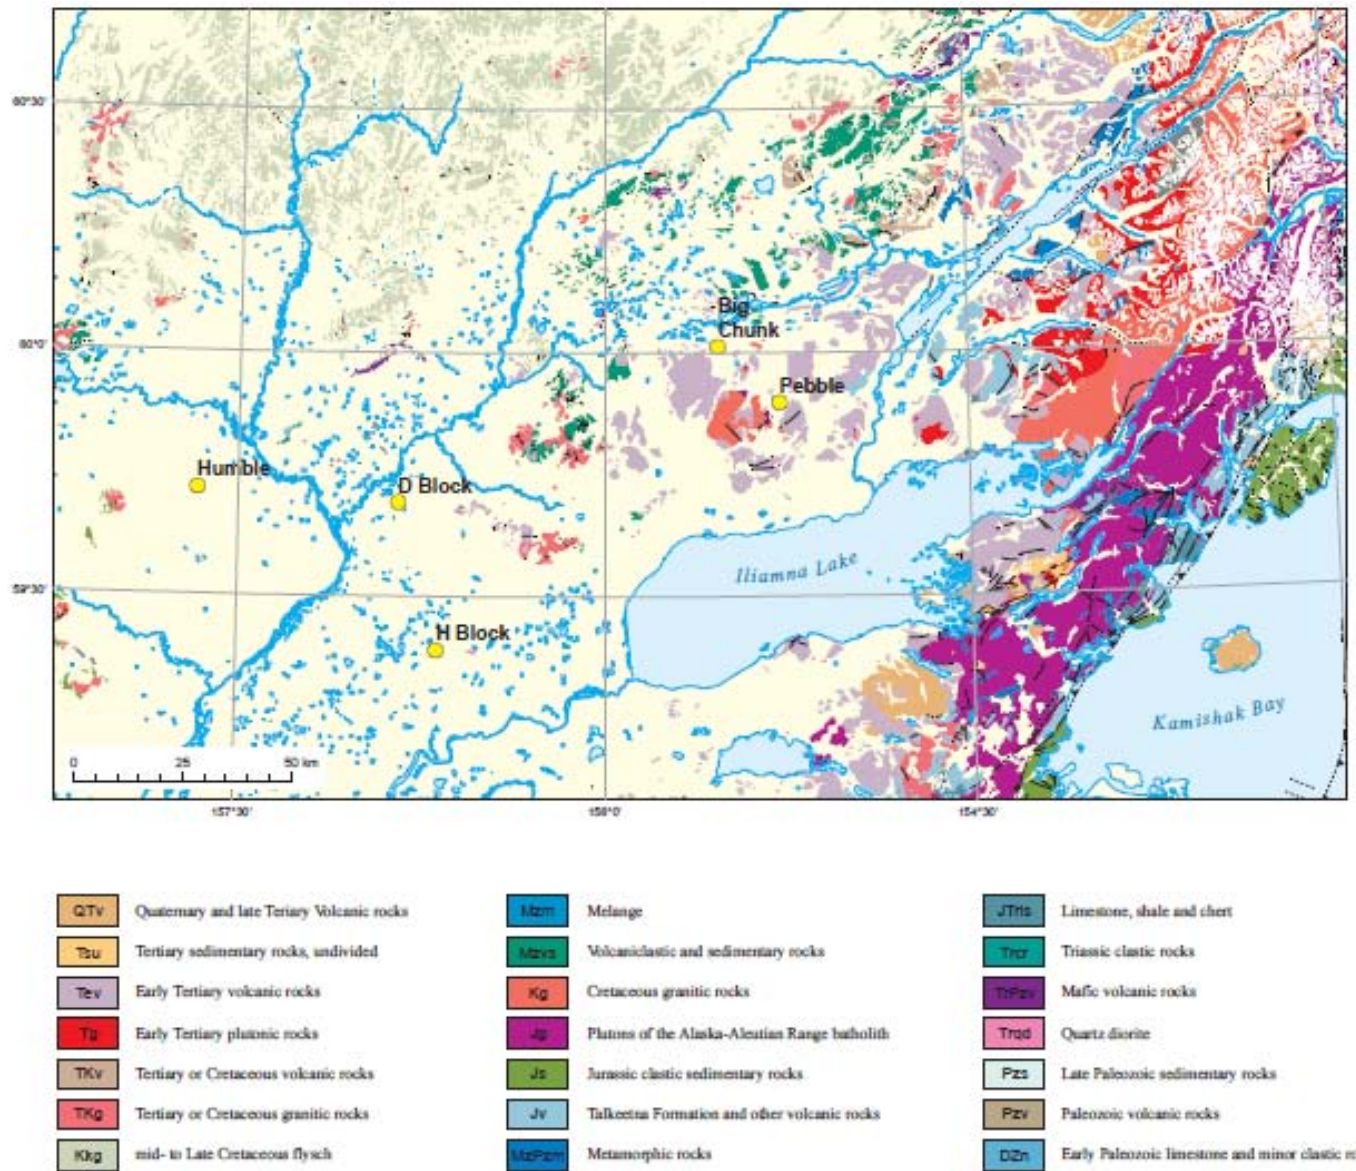 60°30'
60°0'
59°30'
Big
Chunk
Pebble
Humble
D Block
H Block
Iliamna Lake
Kamishak Bay
0 25 50 km
157°30'
156°0'
154°30'
QTv Quaternary and late Teriary Volcanic rocks
Tsu Tertiary sedimentary rocks, undivided
Tev Early Tertiary volcanic rocks
Tg Early Tertiary plutonic rocks
TKv Tertiary or Cretaceous volcanic rocks
TKg Tertiary or Cretaceous granitic rocks
Kkg mid- to Late Cretaceous flysch
Mzm Melange
Mzvs Volcaniclastic and sedimentary rocks
Kg Cretaceous granitic rocks
Jg Plutons of the Alaska-Aleutian Range batholith
Js Jurassic clastic sedimentary rocks
Jv Talkeetna Formation and other volcanic rocks
MzPzm Metamorphic rocks
JTrls Limestone, shale and chert
Trcr Triassic clastic rocks
TrPzv Mafic volcanic rocks
Trqd Quartz diorite
Pzs Late Paleozoic sedimentary rocks
Pzv Paleozoic volcanic rocks
DZn Early Paleozoic limestone and minor clastic